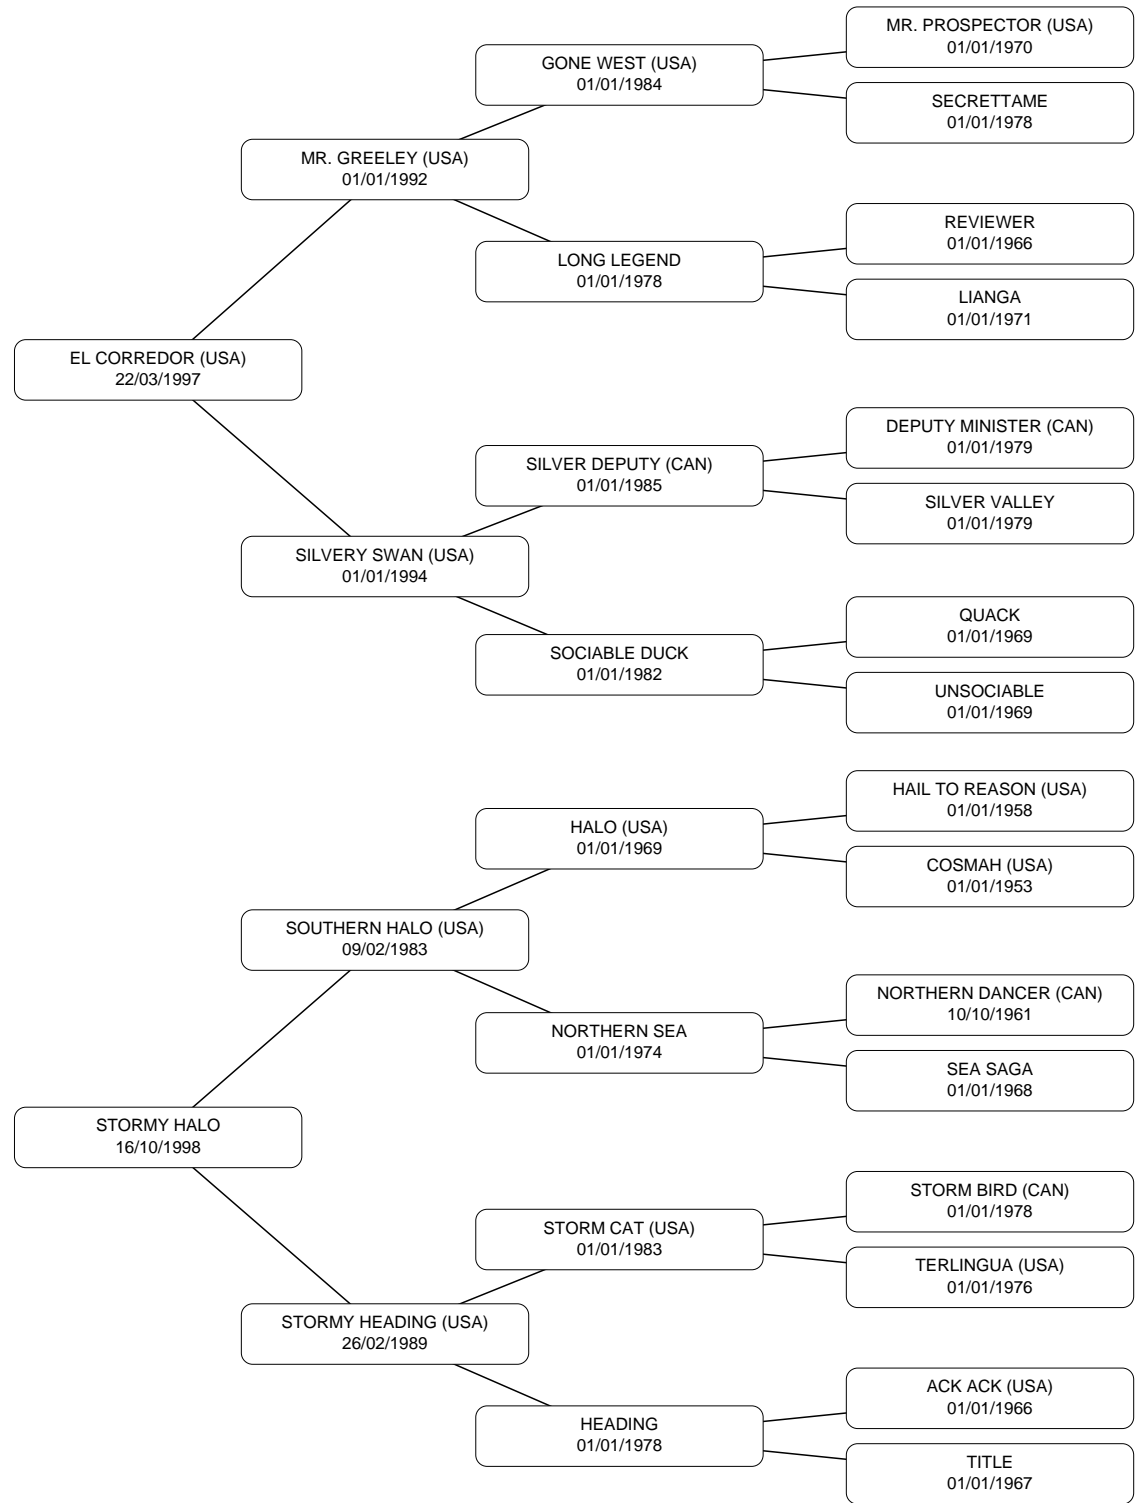 MR. PROSPECTOR (USA)
01/01/1970
GONE WEST (USA)
01/01/1984
SECRETTAME
01/01/1978
MR. GREELEY (USA)
01/01/1992
REVIEWER
01/01/1966
LONG LEGEND
01/01/1978
LIANGA
01/01/1971
EL CORREDOR (USA)
22/03/1997
DEPUTY MINISTER (CAN)
01/01/1979
SILVER DEPUTY (CAN)
01/01/1985
SILVER VALLEY
01/01/1979
SILVERY SWAN (USA)
01/01/1994
QUACK
01/01/1969
SOCIABLE DUCK
01/01/1982
UNSOCIABLE
01/01/1969
HAIL TO REASON (USA)
01/01/1958
HALO (USA)
01/01/1969
COSMAH (USA)
01/01/1953
SOUTHERN HALO (USA)
09/02/1983
NORTHERN DANCER (CAN)
10/10/1961
NORTHERN SEA
01/01/1974
SEA SAGA
01/01/1968
STORMY HALO
16/10/1998
STORM BIRD (CAN)
01/01/1978
STORM CAT (USA)
01/01/1983
TERLINGUA (USA)
01/01/1976
STORMY HEADING (USA)
26/02/1989
ACK ACK (USA)
01/01/1966
HEADING
01/01/1978
TITLE
01/01/1967